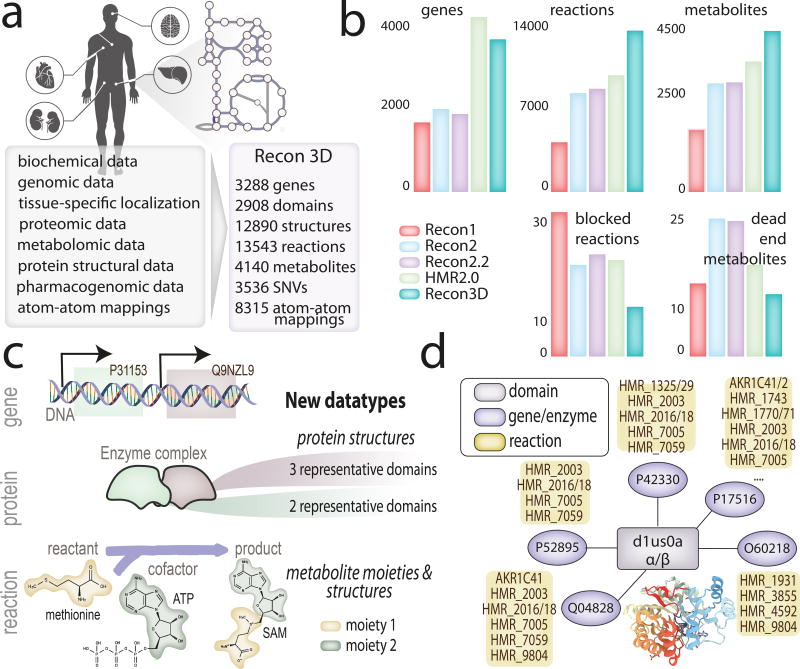 a
biochemical data
genomic data
tissue-specific localization
proteomic data
metabolomic data
protein structural data
pharmacogenomic data
atom-atom mappings
Recon 3D
3288 genes
2908 domains
12890 structures
13543 reactions
4140 metabolites
3536 SNVs
8315 atom-atom
mappings
b
genes
4000
2000
0
reactions
14000
7000
0
metabolites
4500
2500
0
Recon1
Recon2
Recon2.2
HMR2.0
Recon3D
blocked
reactions
30
10
0
dead
end
metabolites
25
10
0
c
gene
protein
reaction
P31153
Q9NZL9
DNA
New datatypes
Enzyme complex
protein structures
3 representative domains
2 representative domains
reactant
product
cofactor
methionine
ATP
SAM
metabolite moieties &
structures
moiety 1
moiety 2
d
domain
gene/enzyme
reaction
HMR_1325/29
HMR_2003
HMR_2016/18
HMR_7005
HMR_7059
AKR1C41/2
HMR_1743
HMR_1770/71
HMR_2003
HMR_2016/18
HMR_7005
....
HMR_2003
HMR_2016/18
HMR_7005
HMR_7059
P42330
P17516
P52895
d1us0a
α/β
O60218
Q04828
AKR1C41
HMR_2003
HMR_2016/18
HMR_7005
HMR_7059
HMR_9804
HMR_1931
HMR_3855
HMR_4592
HMR_9804